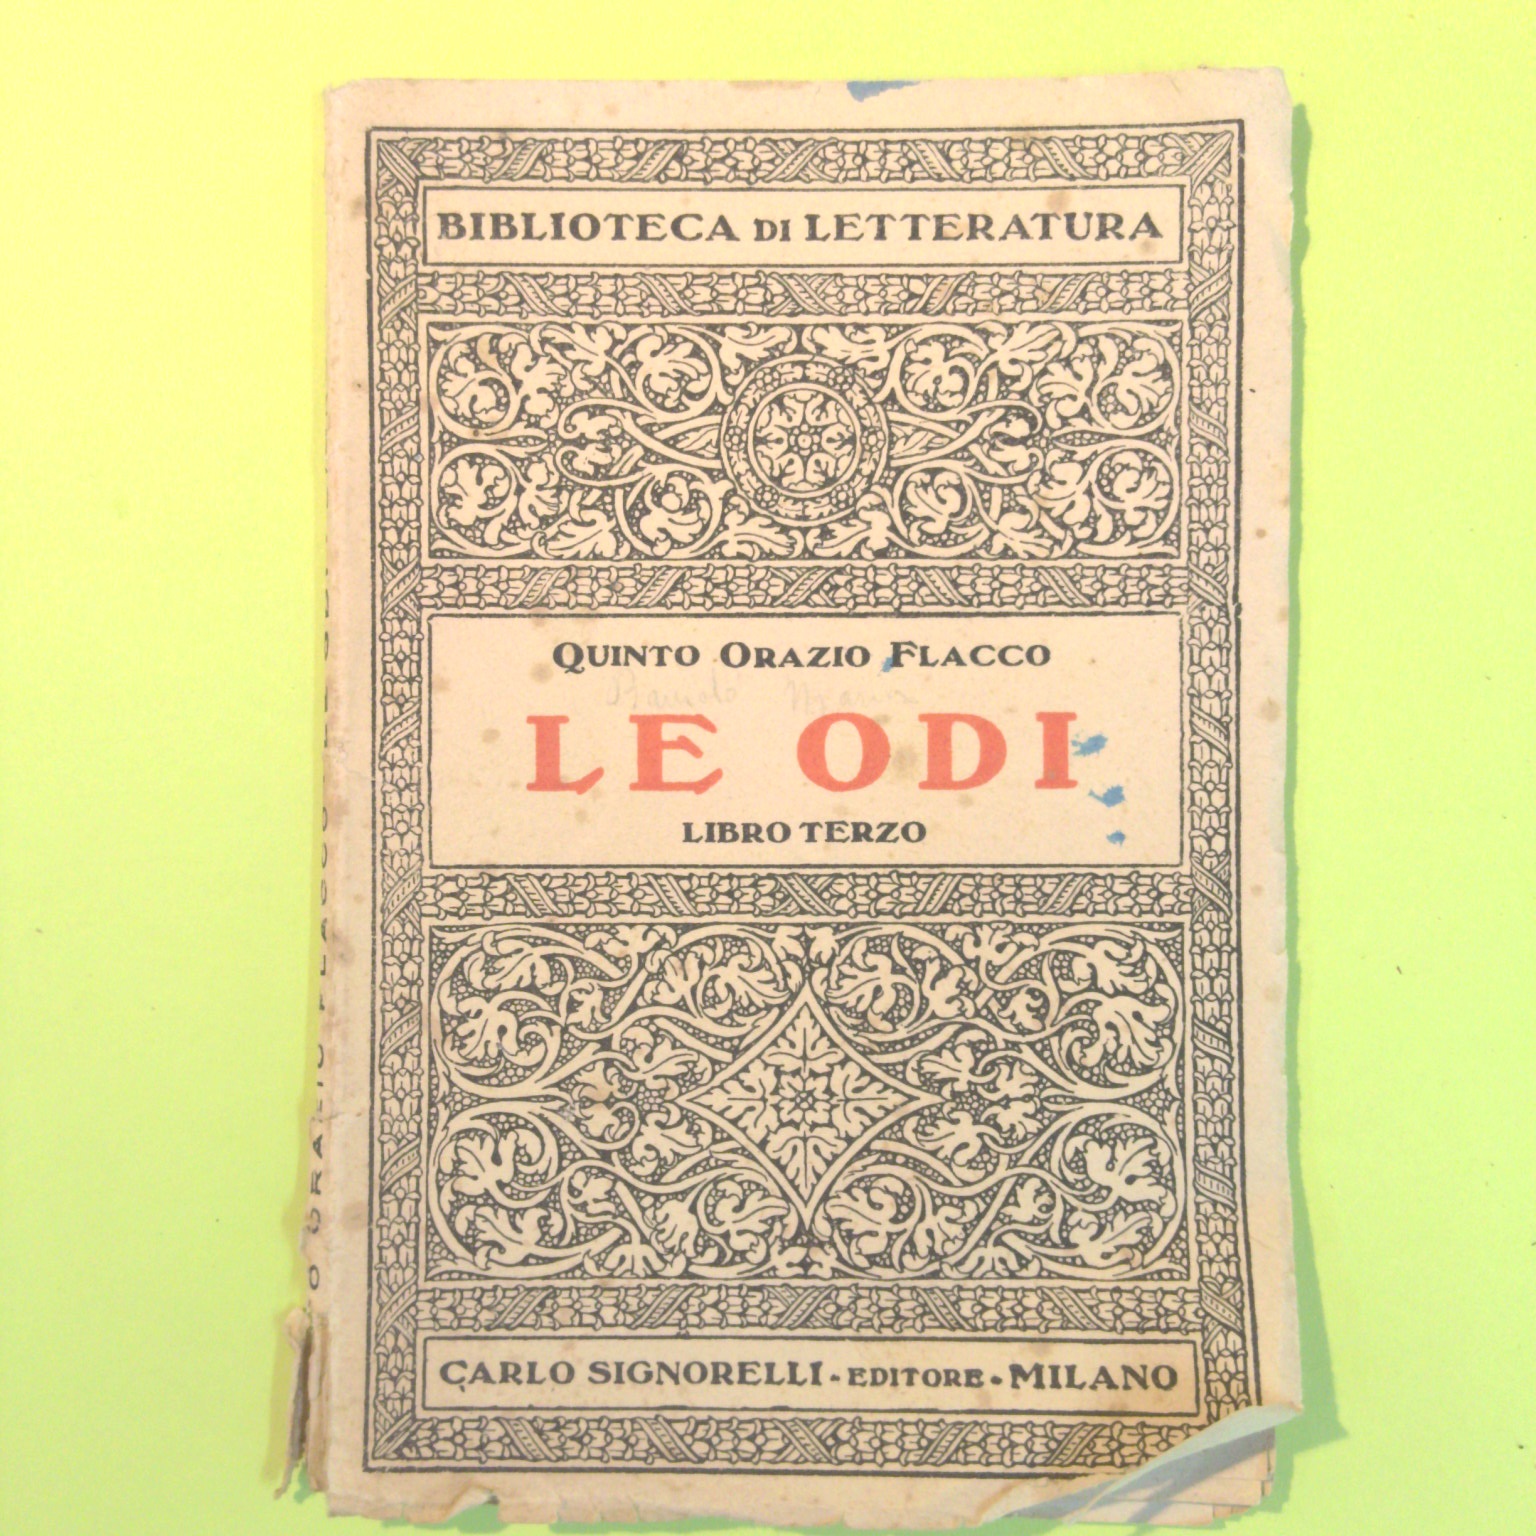 BIBLIOTECA DI LETTERATURA
QUINTO ORAZIO FLACCO
LE ODI
LIBRO TERZO
CARLO SIGNORELLI - EDITORE - MILANO